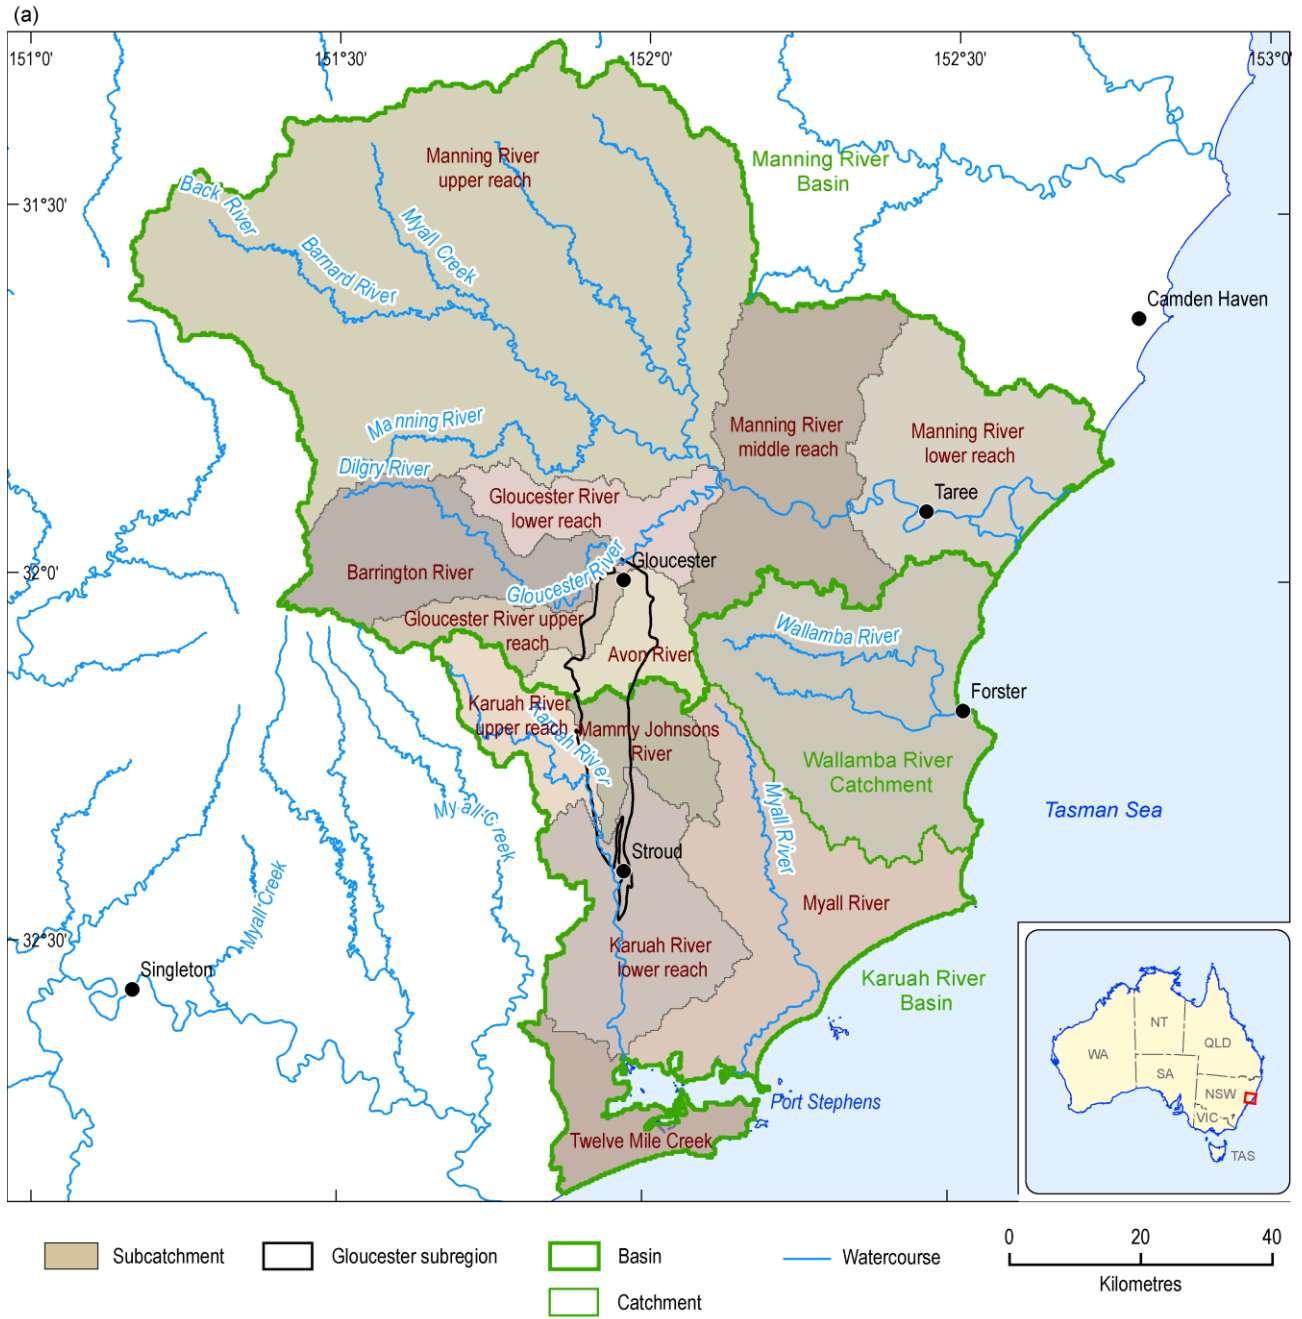 (a)
151°0'
151°30'
152°0'
152°30'
153°0'
Manning River
upper reach
Manning River
Basin
Back River
31°30'
Myall Creek
Barnard River
Camden Haven
Manning River
Manning River
middle reach
Manning River
lower reach
Dilgry River
Gloucester River
lower reach
Taree
Gloucester
32°0'
Barrington River
Gloucester River
Gloucester River upper
reach
Wallamba River
Avon River
Forster
Karuah River
upper reach
Karuah River
Mammy Johnsons
River
Wallamba River
Catchment
Myall Creek
Myall River
Tasman Sea
Stroud
Myall Creek
Myall River
32°30'
Karuah River
lower reach
Singleton
Karuah River
Basin
Port Stephens
Twelve Mile Creek
WA
NT
QLD
SA
NSW
VIC
TAS
Subcatchment
Gloucester subregion
Basin
Watercourse
Catchment
0 20 40
Kilometres